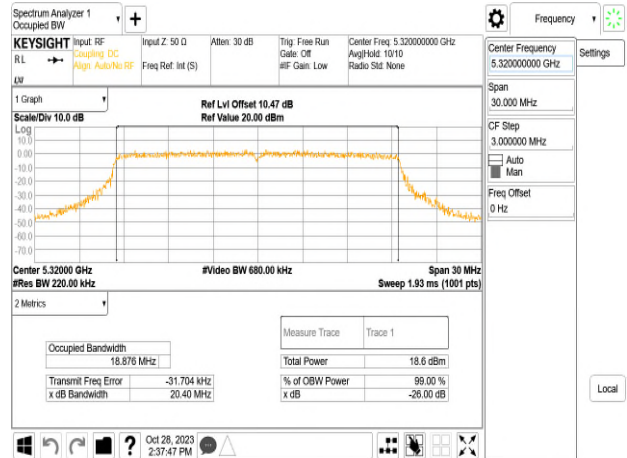 Spectrum Analyzer 1
Occupied BW
Frequency
KEYSIGHT
Input: RF
Coupling: DC
Align: Auto/No RF
Input Z: 50 Ω
Freq Ref: Int (S)
Atten: 30 dB
Trig: Free Run
Gate: Off
#IF Gain: Low
Center Freq: 5.320000000 GHz
Avg|Hold: 10/10
Radio Std: None
R L
LXI
Center Frequency
5.320000000 GHz
Settings
Span
30.000 MHz
CF Step
3.000000 MHz
Auto
Man
Freq Offset
0 Hz
Local
1 Graph
Scale/Div 10.0 dB
Ref Lvl Offset 10.47 dB
Ref Value 20.00 dBm
Log
10.0
0.00
-10.0
-20.0
-30.0
-40.0
-50.0
-60.0
-70.0
Center 5.32000 GHz
#Res BW 220.00 kHz
#Video BW 680.00 kHz
Span 30 MHz
Sweep 1.93 ms (1001 pts)
2 Metrics
Measure Trace Trace 1
Occupied Bandwidth
18.876 MHz
Total Power 18.6 dBm
Transmit Freq Error -31.704 kHz
% of OBW Power 99.00 %
x dB Bandwidth 20.40 MHz
x dB -26.00 dB
?
Oct 28, 2023
2:37:47 PM